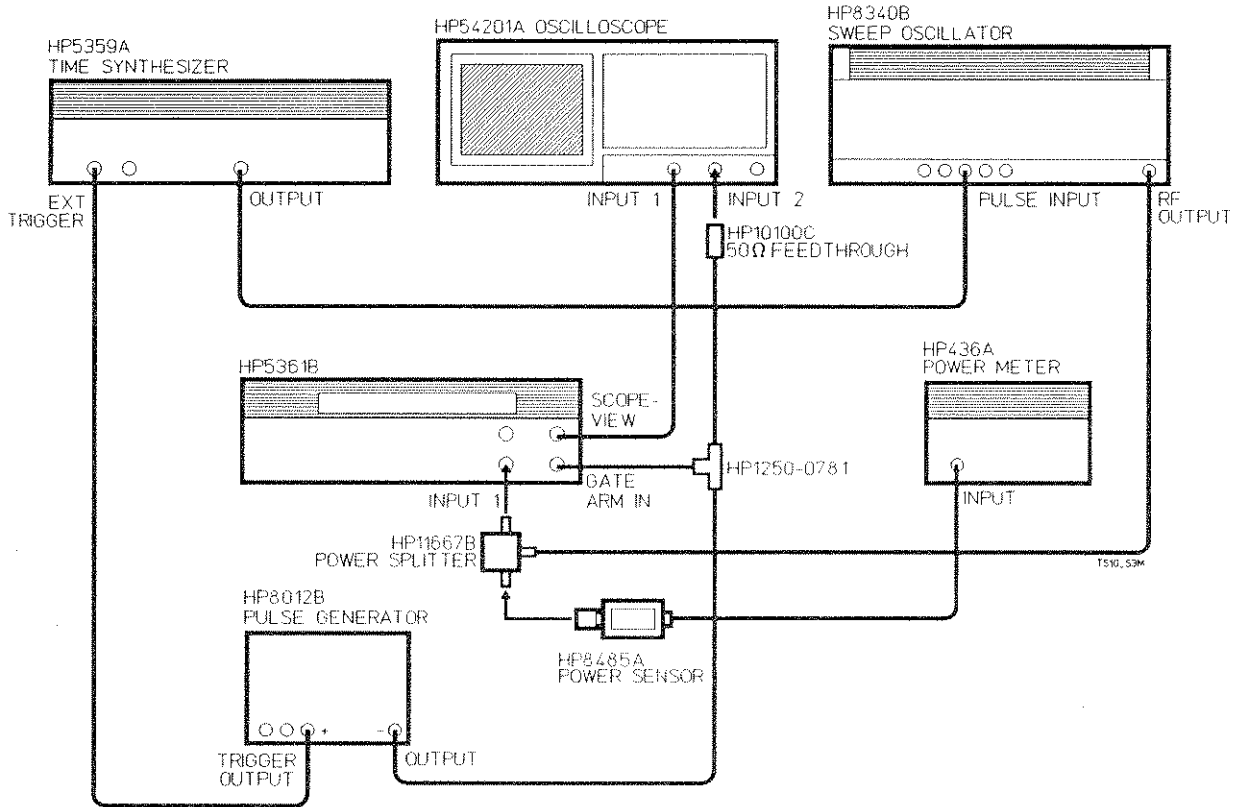 HP5359A
TIME SYNTHESIZER
HP54201A OSCILLOSCOPE
HP8340B
SWEEP OSCILLATOR
EXT
TRIGGER
OUTPUT
INPUT 1
INPUT 2
PULSE INPUT
RF
OUTPUT
HP10100C
50Ω FEEDTHROUGH
HP5361B
HP436A
POWER METER
SCOPE-
VIEW
HP1250-0781
INPUT 1
GATE
ARM IN
INPUT
HP11667B
POWER SPLITTER
TS10_S3M
HP8012B
PULSE GENERATOR
HP8485A
POWER SENSOR
+
-
TRIGGER
OUTPUT
OUTPUT